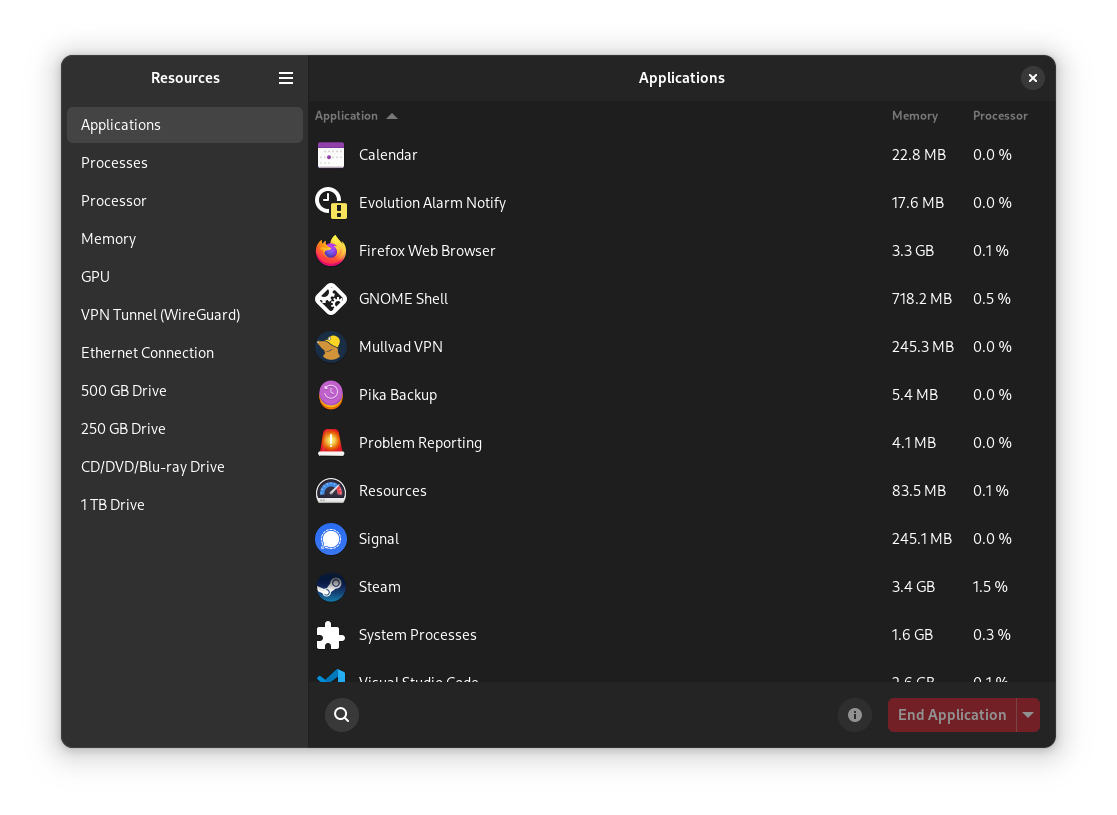 Resources
Applications
Processes
Processor
Memory
GPU
VPN Tunnel (WireGuard)
Ethernet Connection
500 GB Drive
250 GB Drive
CD/DVD/Blu-ray Drive
1 TB Drive
Applications
Application Memory Processor
Calendar 22.8 MB 0.0 %
Evolution Alarm Notify 17.6 MB 0.0 %
Firefox Web Browser 3.3 GB 0.1 %
GNOME Shell 718.2 MB 0.5 %
Mullvad VPN 245.3 MB 0.0 %
Pika Backup 5.4 MB 0.0 %
Problem Reporting 4.1 MB 0.0 %
Resources 83.5 MB 0.1 %
Signal 245.1 MB 0.0 %
Steam 3.4 GB 1.5 %
System Processes 1.6 GB 0.3 %
Visual Studio Code
End Application